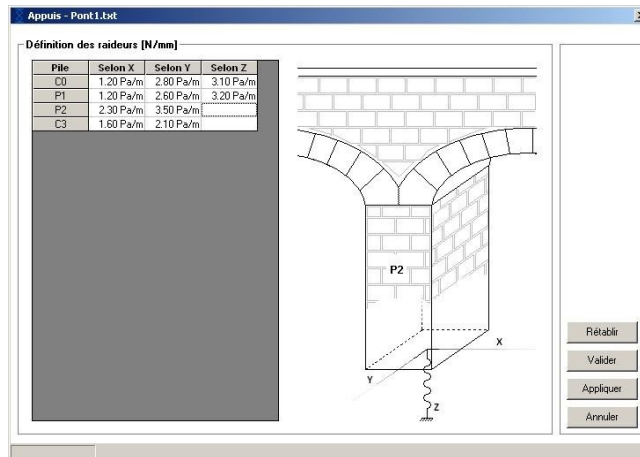 Appuis - Pont1.txt
Définition des raideurs [N/mm]
Pile Selon X Selon Y Selon Z
C0 1.20 Pa/m 2.80 Pa/m 3.10 Pa/m
P1 1.20 Pa/m 2.60 Pa/m 3.20 Pa/m
P2 2.30 Pa/m 3.50 Pa/m
C3 1.60 Pa/m 2.10 Pa/m
P2
X
Y
Z
Rétablir
Valider
Appliquer
Annuler